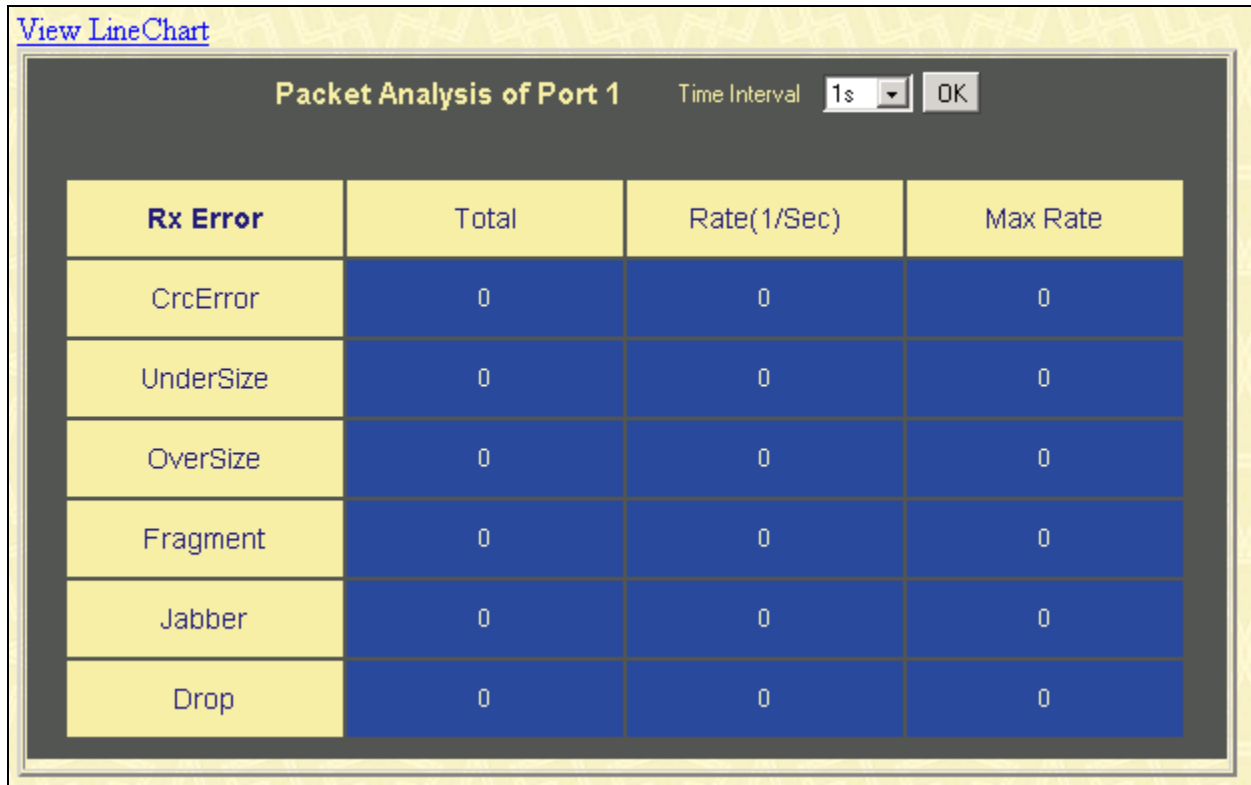 View LineChart
Packet Analysis of Port 1 Time Interval 1s OK
Rx Error Total Rate(1/Sec) Max Rate
CrcError 0 0 0
UnderSize 0 0 0
OverSize 0 0 0
Fragment 0 0 0
Jabber 0 0 0
Drop 0 0 0